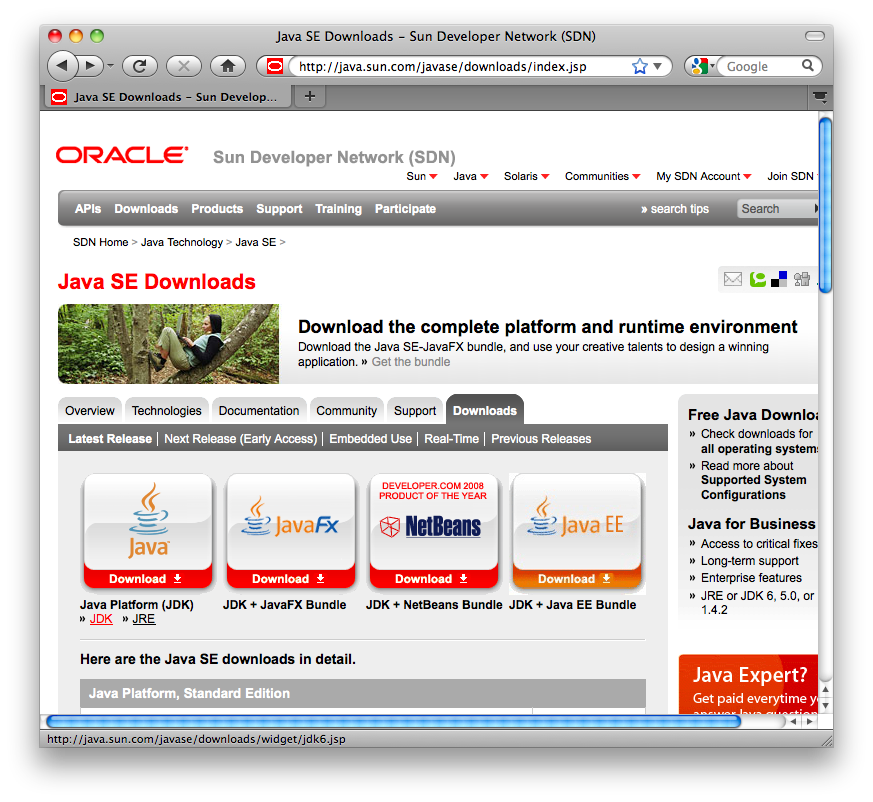 Java SE Downloads – Sun Developer Network (SDN)
http://java.sun.com/javase/downloads/index.jsp
Google
Java SE Downloads – Sun Develop...
ORACLE
Sun Developer Network (SDN)
Sun Java Solaris Communities My SDN Account Join SDN
APIs Downloads Products Support Training Participate » search tips Search
SDN Home > Java Technology > Java SE >
Java SE Downloads
Download the complete platform and runtime environment
Download the Java SE-JavaFX bundle, and use your creative talents to design a winning
application. » Get the bundle
Overview Technologies Documentation Community Support Downloads
Latest Release | Next Release (Early Access) | Embedded Use | Real-Time | Previous Releases
DEVELOPER.COM 2008
PRODUCT OF THE YEAR
Java JavaFX NetBeans Java EE
Download Download Download Download
Java Platform (JDK) JDK + JavaFX Bundle JDK + NetBeans Bundle JDK + Java EE Bundle
» JDK » JRE
Here are the Java SE downloads in detail.
Java Platform, Standard Edition
Free Java Downloa
» Check downloads for
all operating systems
» Read more about
Supported System
Configurations
Java for Business
» Access to critical fixes
» Long-term support
» Enterprise features
» JRE or JDK 6, 5.0, or
1.4.2
Java Expert?
Get paid everytime y
answer Java question
http://java.sun.com/javase/downloads/widget/jdk6.jsp